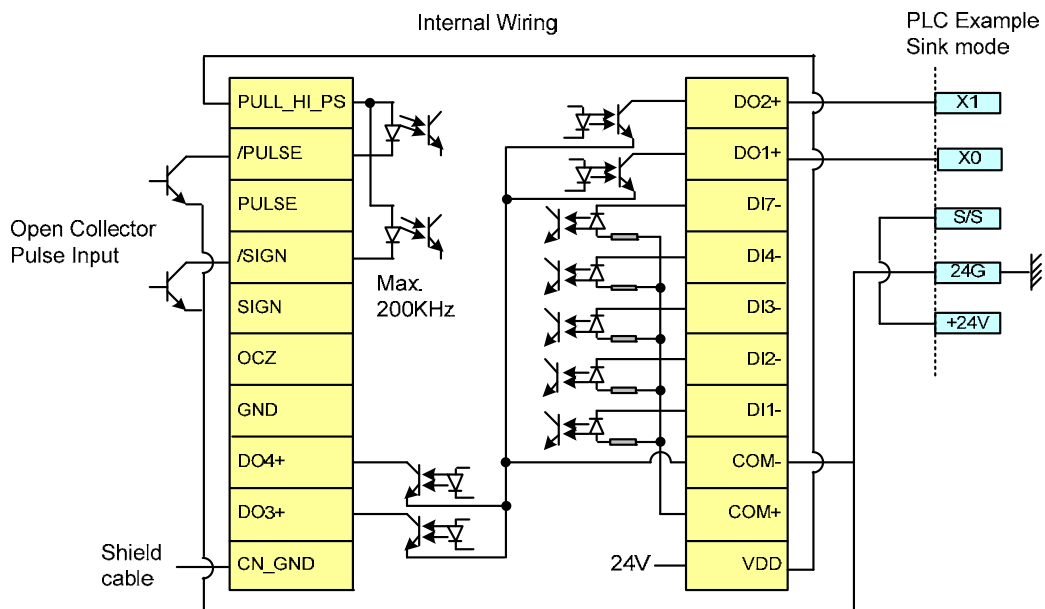 Internal Wiring
PLC Example
Sink mode
PULL_HI_PS
/PULSE
PULSE
/SIGN
SIGN
OCZ
GND
DO4+
DO3+
CN_GND
Open Collector
Pulse Input
Shield
cable
Max.
200KHz
DO2+
DO1+
DI7-
DI4-
DI3-
DI2-
DI1-
COM-
COM+
VDD
24V
X1
X0
S/S
24G
+24V